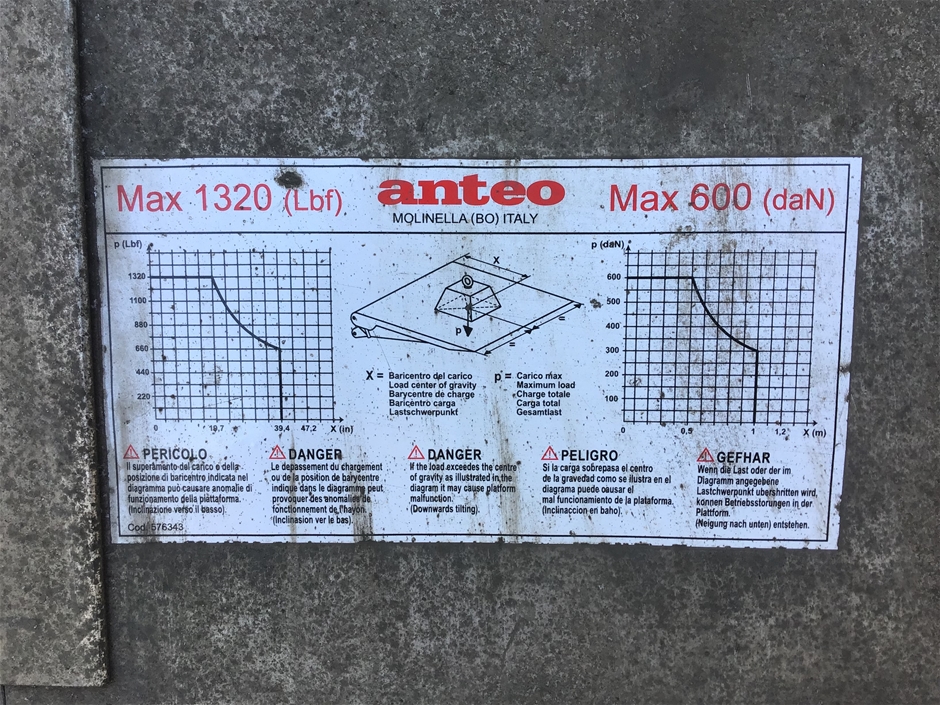 Max 1320 (Lbf)
anteo
MOLINELLA (BO) ITALY
Max 600 (daN)
p (Lbf)
1320
1100
880
660
440
220
0
19,7
39,4
47,2
X (in)
X
p
=
=
X = Baricentro del carico
Load center of gravity
Barycentre de charge
Baricentro carga
Lastschwerpunkt
p = Carico max
Maximum load
Charge totale
Carga total
Gesamtlast
p (daN)
600
500
400
300
200
100
0
0,5
1
1,2
X (m)
PERICOLO
Il superamento del carico o della
posizione di baricentro indicata nel
diagramma può causare anomalie di
funzionamento della piattaforma.
(Inclinazione verso il basso).
Cod. 576343
DANGER
Le depassement du chargement
ou de la position de barycentre
indique dans le diagramme peut
provoquer des anomalies de
fonctionnement de l'hayon.
(Inclinasion ver le bas).
DANGER
If the load axceedes the centre
of gravity as illustrated in the
diagram it may cause platform
malfunction.
(Downwards tilting).
PELIGRO
Si la carga sobrepasa el centro
de la gravedad como se ilustra en el
diagrama puede causar el
mal funcionamento de la plataforma.
(Inclinaccion en baho).
GEFHAR
Wenn die Last oder der im
Diagramm angegebene
Lastschwerpunkt ubershritten wird,
können Betriebsstorungen in der
Plattform.
(Neigung nach unten) entstehen.